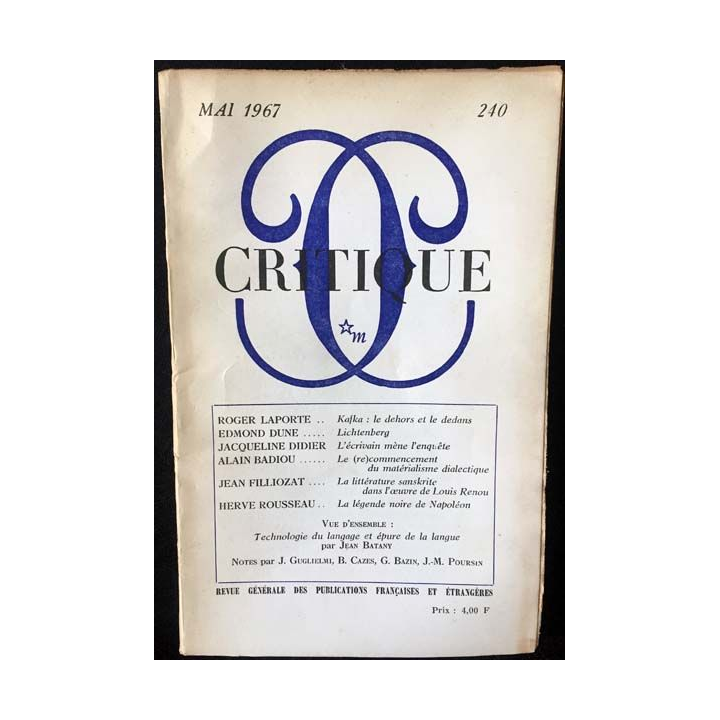 MAI 1967 240
CRITIQUE
m
ROGER LAPORTE .. Kafka : le dehors et le dedans
EDMOND DUNE ..... Lichtenberg
JACQUELINE DIDIER L'écrivain mène l'enquête
ALAIN BADIOU ...... Le (re)commencement
du matérialisme dialectique
JEAN FILLIOZAT .... La littérature sanskrite
dans l'œuvre de Louis Renou
HERVE ROUSSEAU .. La légende noire de Napoléon
VUE D'ENSEMBLE :
Technologie du langage et épure de la langue
par JEAN BATANY
NOTES par J. GUGLIELMI, B. CAZES, G. BAZIN, J.-M. POURSIN
REVUE GÉNÉRALE DES PUBLICATIONS FRANÇAISES ET ÉTRANGÈRES
Prix : 4,00 F